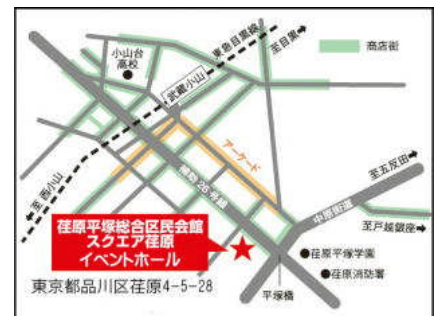 小山台
高校
東急目黒線
至目黒
商店街
武蔵小山
アーケード
補助26号線
至西小山
至五反田
中原街道
至戸越銀座
荏原平塚総合区民会館
スクエア荏原
イベントホール
荏原平塚学園
荏原消防署
平塚橋
東京都品川区荏原4-5-28